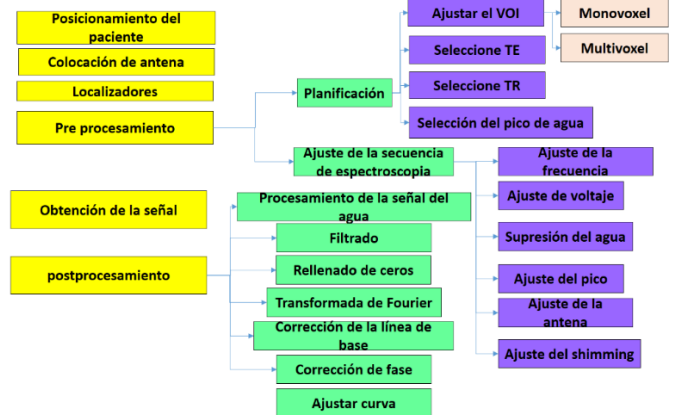 Posicionamiento del
paciente
Colocación de antena
Localizadores
Pre procesamiento
Planificación
Ajustar el VOI
Monovoxel
Multivoxel
Seleccione TE
Seleccione TR
Selección del pico de agua
Ajuste de la secuencia
de espectroscopia
Ajuste de la
frecuencia
Ajuste de voltaje
Supresión del agua
Ajuste del pico
Ajuste de la
antena
Ajuste del shimming
Obtención de la señal
postprocesamiento
Procesamiento de la señal del
agua
Filtrado
Rellenado de ceros
Transformada de Fourier
Corrección de la línea de
base
Corrección de fase
Ajustar curva